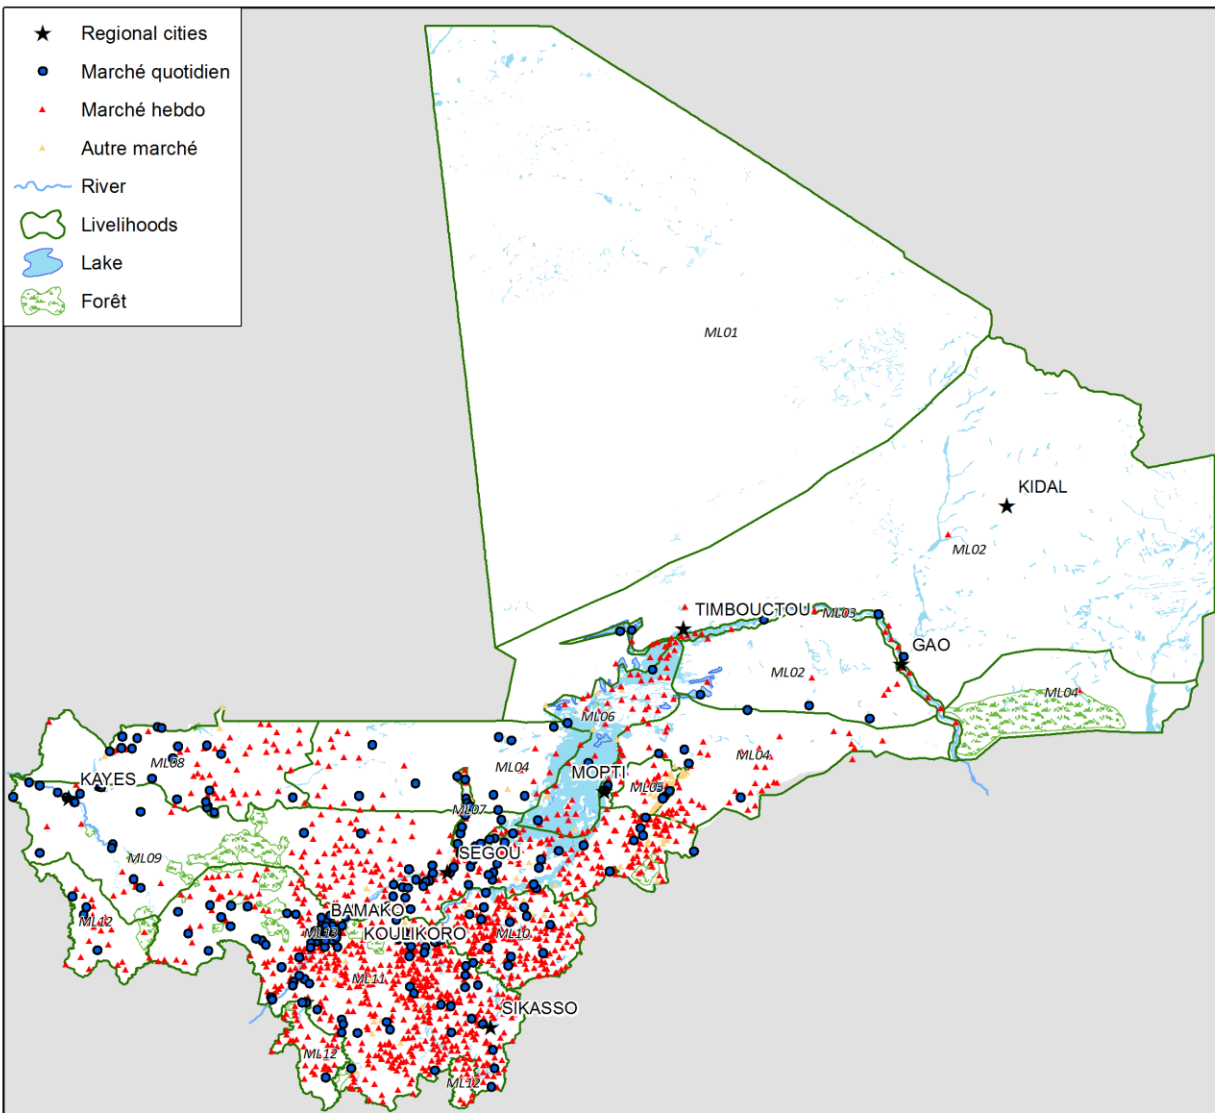 Regional cities
Marché quotidien
Marché hebdo
Autre marché
River
Livelihoods
Lake
Forêt
ML01
KIDAL
ML02
TIMBOUCTOU
ML03
GAO
ML02
ML04
ML06
ML08
KAYES
ML04
MOPTI
ML05
ML04
ML07
ML09
SEGOU
ML12
BAMAKO
ML13
KOULIKORO
ML10
ML11
SIKASSO
ML12
ML12